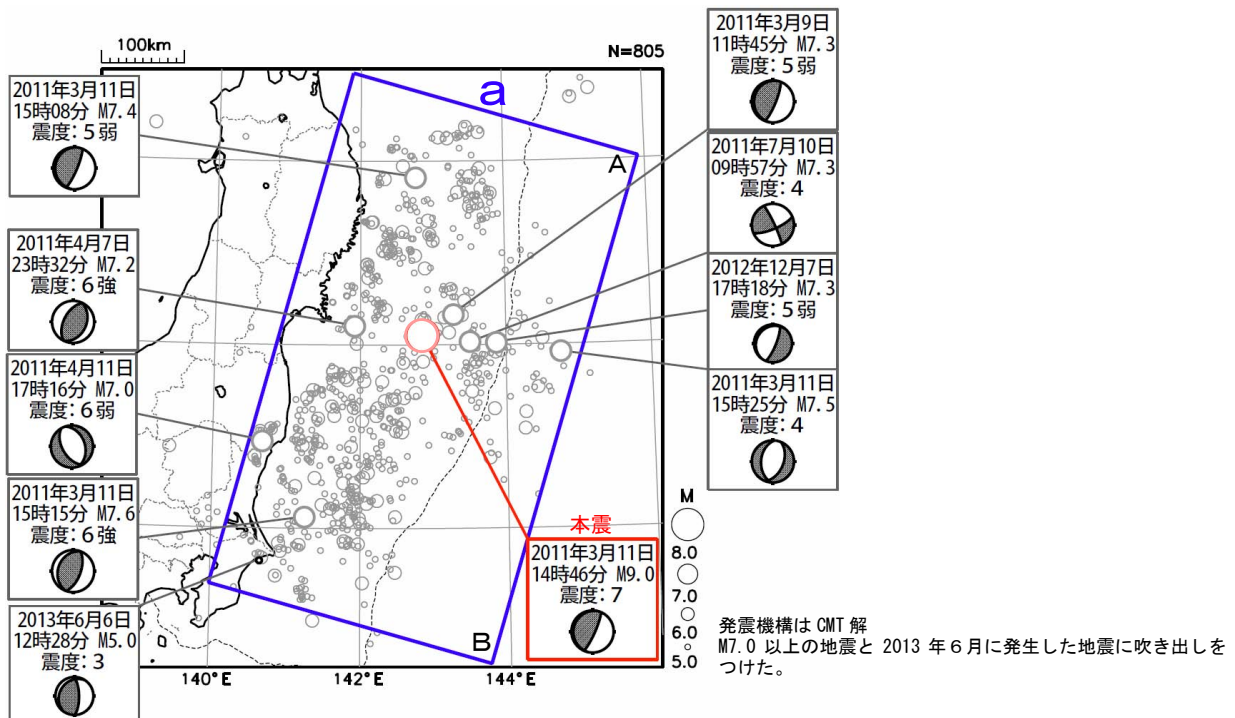 100km
N=805
a
A
B
2011年3月11日
15時08分 M7.4
震度:5弱
2011年4月7日
23時32分 M7.2
震度:6強
2011年4月11日
17時16分 M7.0
震度:6弱
2011年3月11日
15時15分 M7.6
震度:6強
2013年6月6日
12時28分 M5.0
震度:3
2011年3月9日
11時45分 M7.3
震度:5弱
2011年7月10日
09時57分 M7.3
震度:4
2012年12月7日
17時18分 M7.3
震度:5弱
2011年3月11日
15時25分 M7.5
震度:4
本震
2011年3月11日
14時46分 M9.0
震度:7
M
8.0
7.0
6.0
5.0
140°E
142°E
144°E
発震機構は CMT 解
M7.0 以上の地震と 2013 年6月に発生した地震に吹き出しを
つけた。